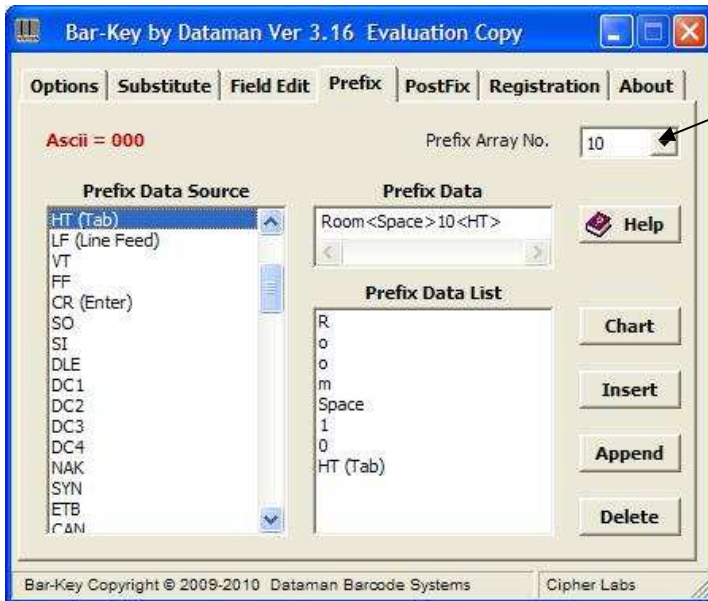 Bar-Key by Dataman Ver 3.16 Evaluation Copy
Options Substitute Field Edit Prefix PostFix Registration About
Ascii = 000
Prefix Array No.
10
Prefix Data Source
HT (Tab)
LF (Line Feed)
VT
FF
CR (Enter)
SO
SI
DLE
DC1
DC2
DC3
DC4
NAK
SYN
ETB
CAN
Prefix Data
Room<Space>10<HT>
Prefix Data List
R
o
o
m
Space
1
0
HT (Tab)
Help
Chart
Insert
Append
Delete
Bar-Key Copyright © 2009-2010 Dataman Barcode Systems
Cipher Labs